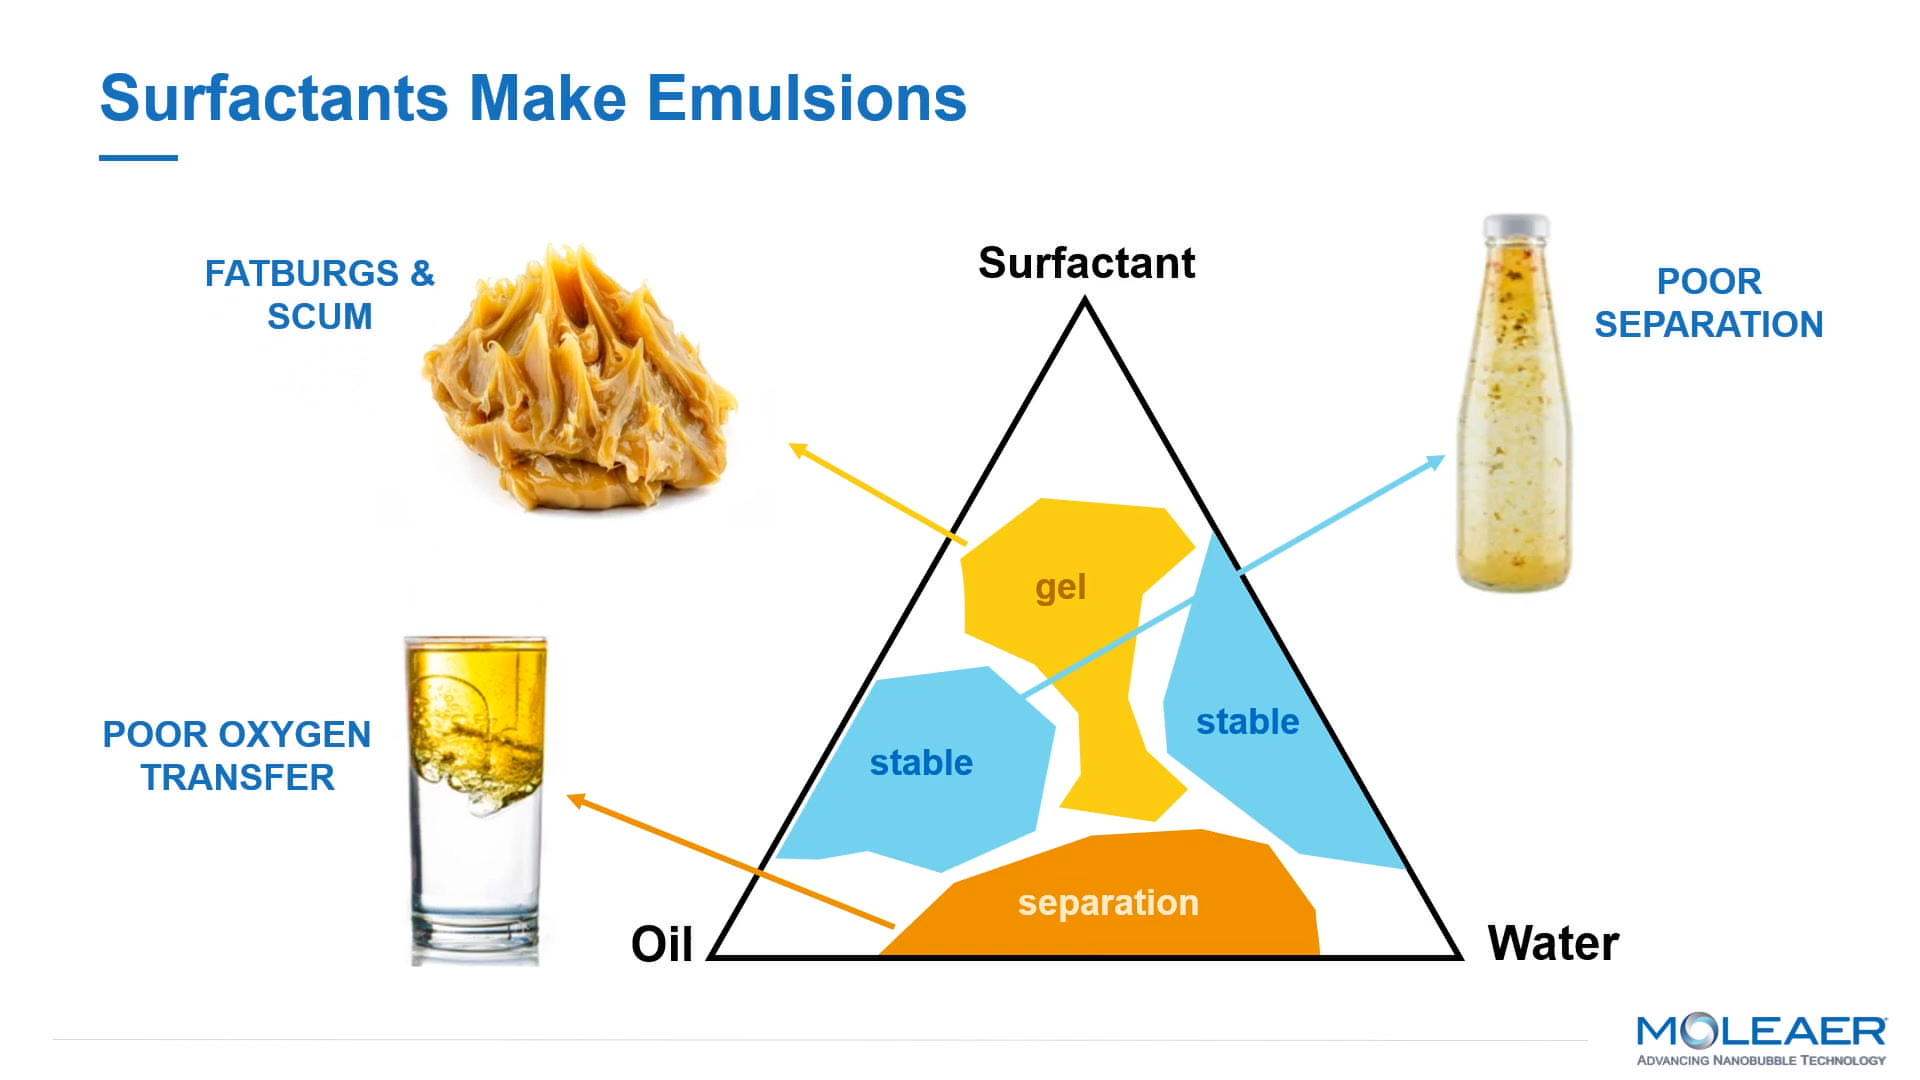 Surfactants Make Emulsions
FATBURGS &
SCUM
Surfactant
POOR
SEPARATION
gel
stable
stable
POOR OXYGEN
TRANSFER
separation
Oil
Water
MOLEAER
ADVANCING NANOBUBBLE TECHNOLOGY